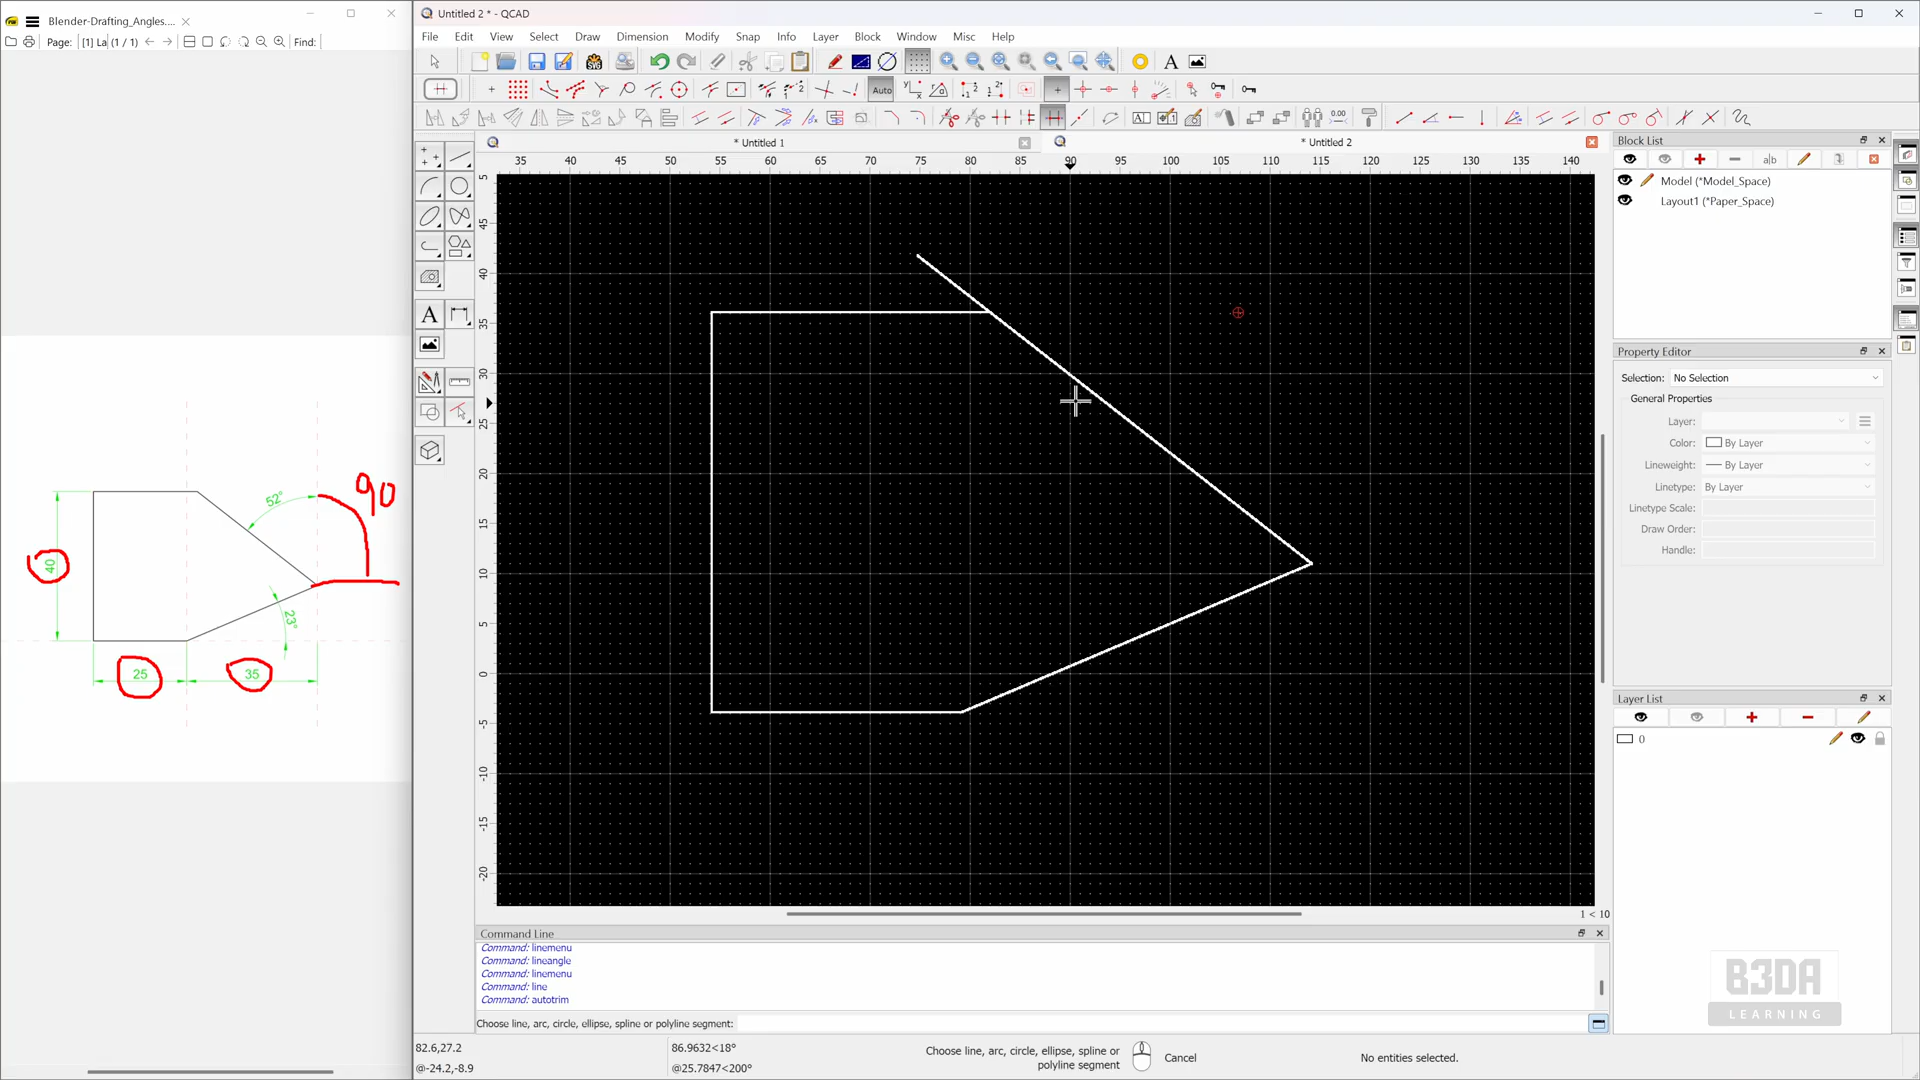 Blender-Drafting_Angles....
Untitled 2 * - QCAD
Page: [1] La (1 / 1) Find:
File Edit View Select Draw Dimension Modify Snap Info Layer Block Window Misc Help
Auto
0.00
* Untitled 1
* Untitled 2
35 40 45 50 55 60 65 70 75 80 85 90 95 100 105 110 115 120 125 130 135 140
5
45
40
35
30
25
20
15
10
5
0
-5
-10
-15
-20
52°
90
40
23°
25
35
Block List
Model (*Model_Space)
Layout1 (*Paper_Space)
Property Editor
Selection: No Selection
General Properties
Layer:
Color: By Layer
Lineweight: By Layer
Linetype: By Layer
Linetype Scale:
Draw Order:
Handle:
Layer List
0
1 < 10
Command Line
Command: linemenu
Command: lineangle
Command: linemenu
Command: line
Command: autotrim
Choose line, arc, circle, ellipse, spline or polyline segment:
82.6,27.2
@-24.2,-8.9
86.9632<18°
@25.7847<200°
Choose line, arc, circle, ellipse, spline or
polyline segment
Cancel
No entities selected.
B3DA
LEARNING